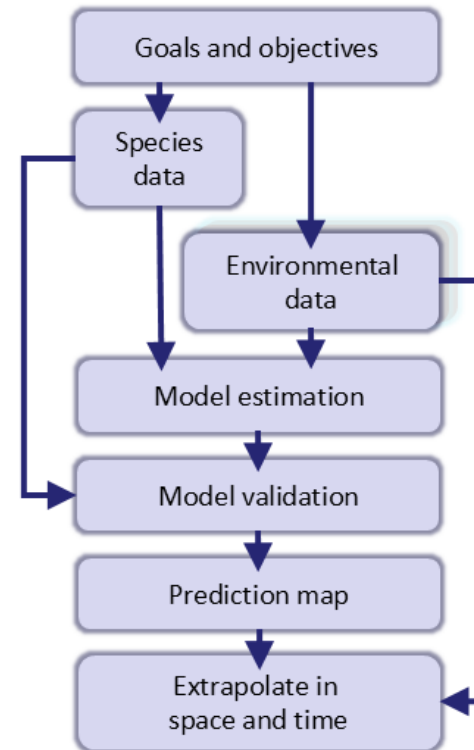 Goals and objectives
Species
data
Environmental
data
Model estimation
Model validation
Prediction map
Extrapolate in
space and time